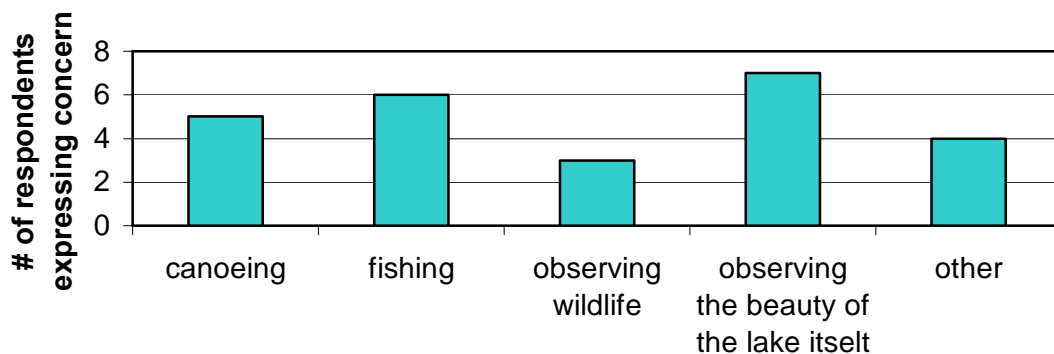 # of respondents
expressing concern
8
6
4
2
0
canoeing
fishing
observing
wildlife
observing
the beauty of
the lake itselt
other